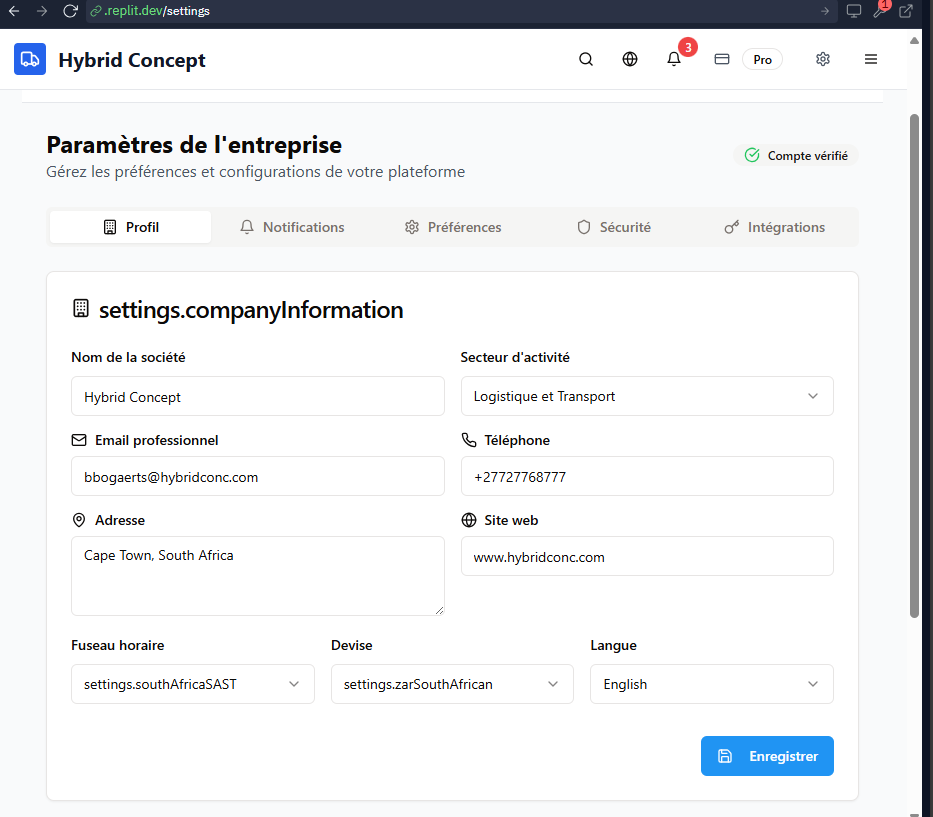 .replit.dev/settings
1
Hybrid Concept
3
Pro
Paramètres de l'entreprise
Gérez les préférences et configurations de votre plateforme
Compte vérifié
Profil
Notifications
Préférences
Sécurité
Intégrations
settings.companyInformation
Nom de la société
Secteur d'activité
Hybrid Concept
Logistique et Transport
Email professionnel
Téléphone
bbogaerts@hybridconc.com
+27727768777
Adresse
Site web
Cape Town, South Africa
www.hybridconc.com
Fuseau horaire
Devise
Langue
settings.southAfricaSAST
settings.zarSouthAfrican
English
Enregistrer